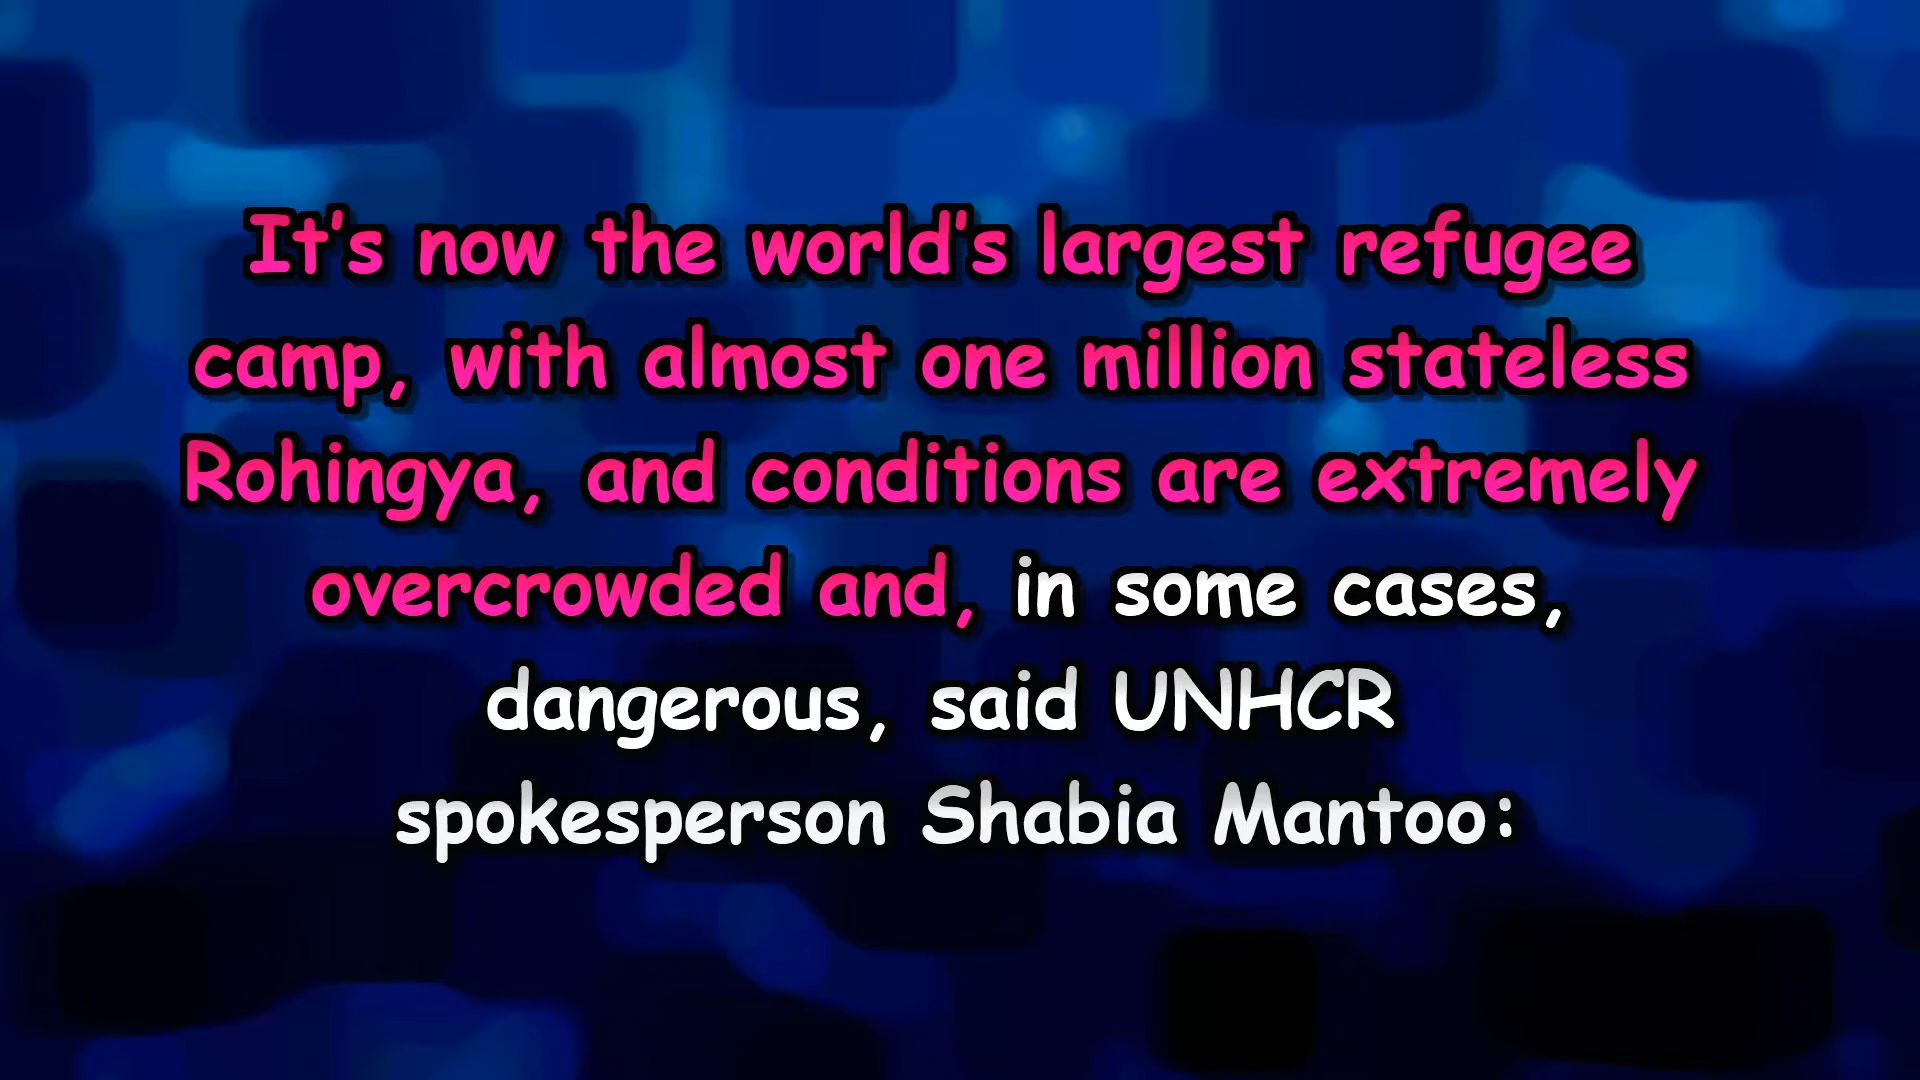 It's now the world's largest refugee
camp, with almost one million stateless
Rohingya, and conditions are extremely
overcrowded and, in some cases,
dangerous, said UNHCR
spokesperson Shabia Mantoo: